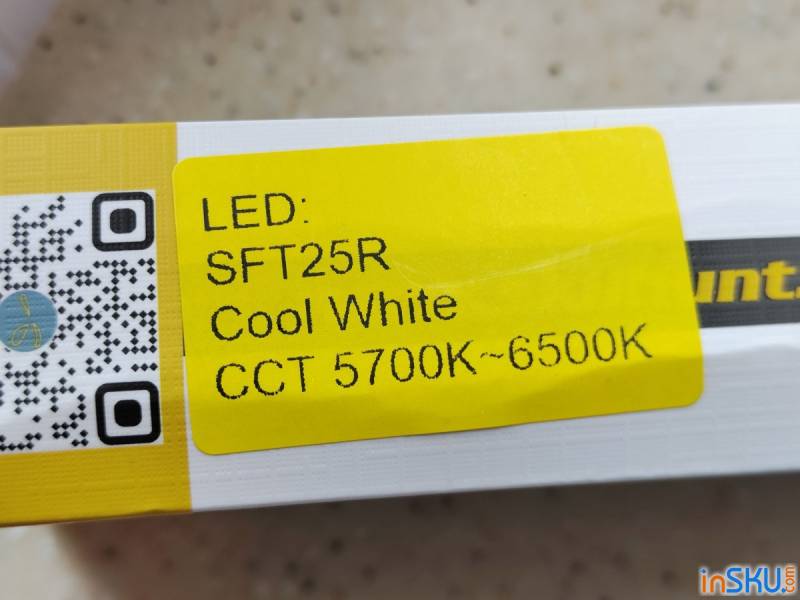 LED:
SFT25R
Cool White
CCT 5700K~6500K
inSKU.com